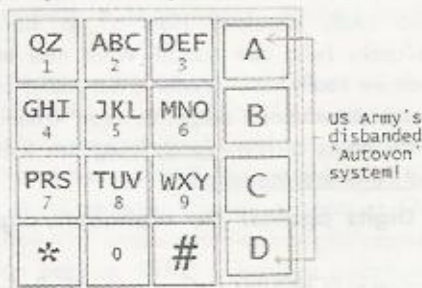 QZ ABC DEF A
1 2 3
GHI JKL MNO B
4 5 6
US Army's
disbanded
'Autovon'
system!
PRS TUV WXY C
7 8 9
* 0 # D